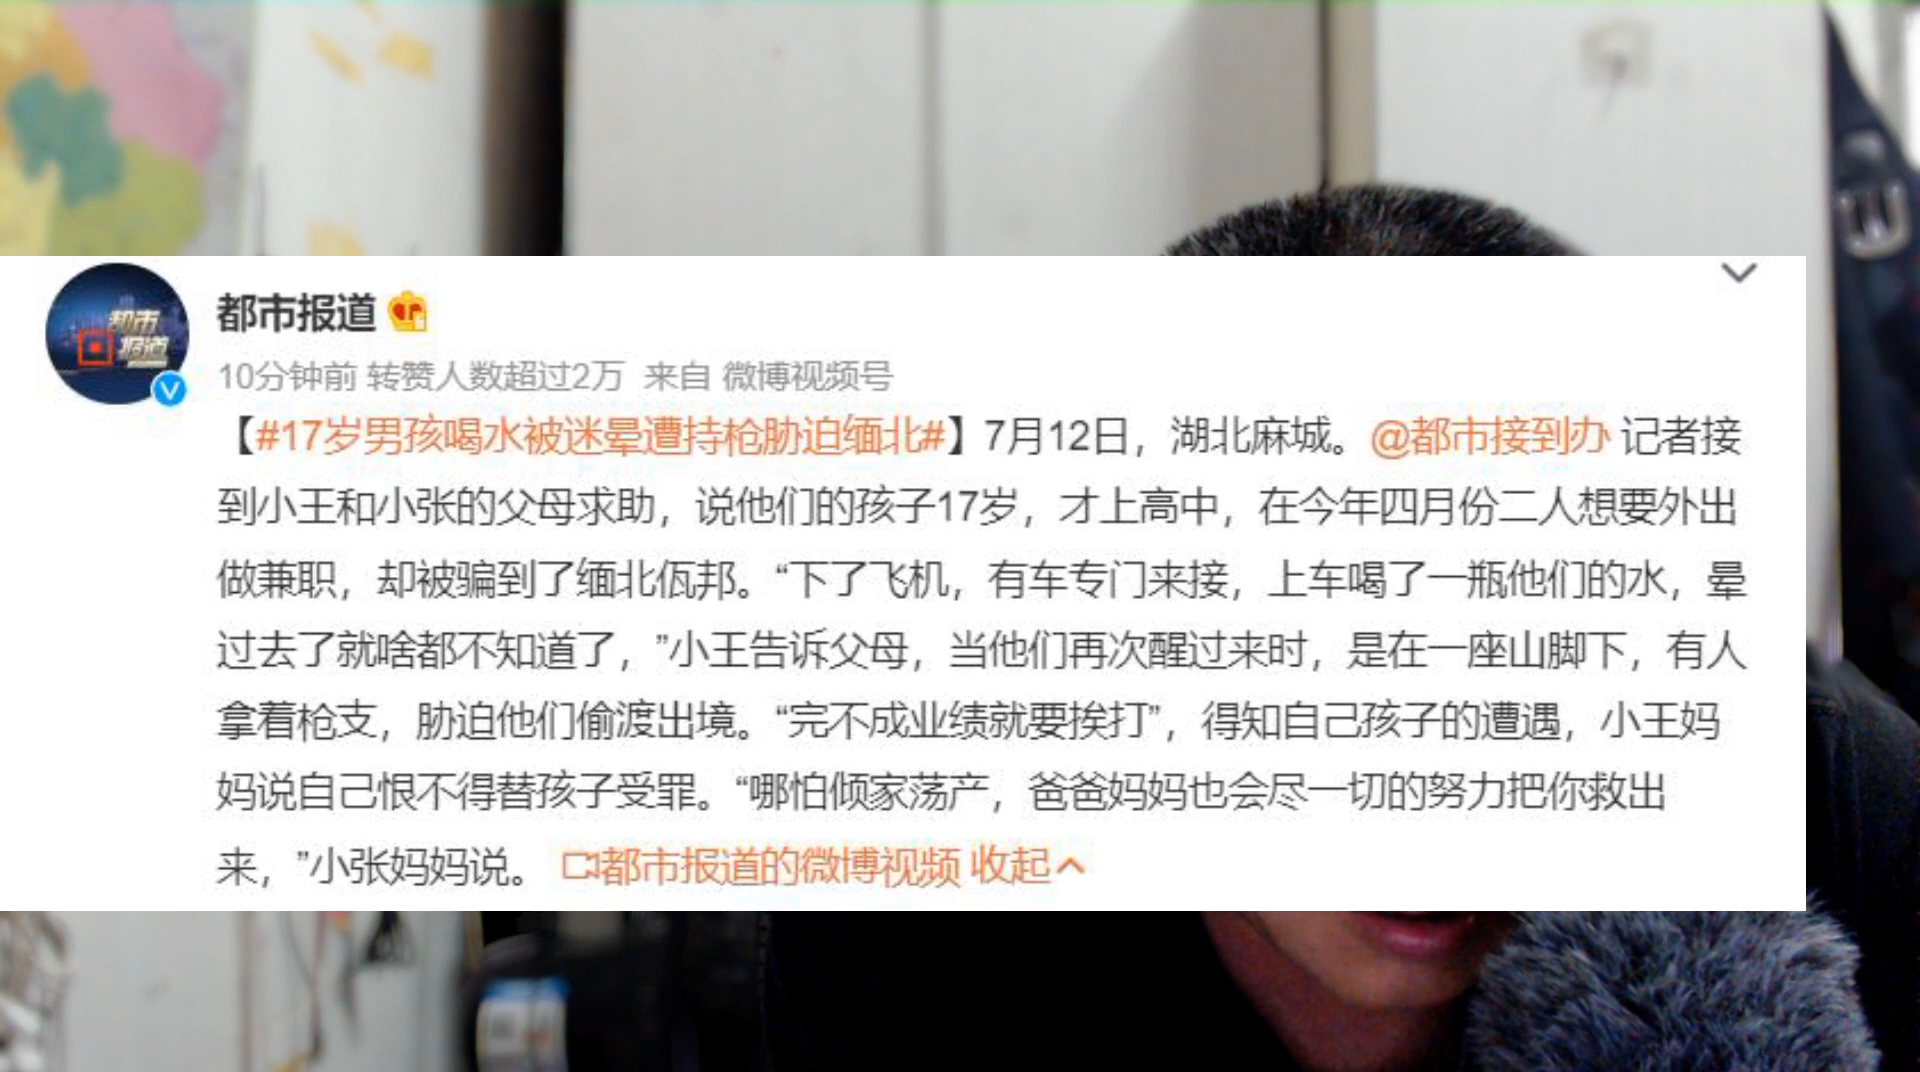 都市报道
都市
报道
10分钟前 转赞人数超过2万 来自 微博视频号
【#17岁男孩喝水被迷晕遭持枪胁迫缅北#】7月12日，湖北麻城。@都市接到办 记者接
到小王和小张的父母求助，说他们的孩子17岁，才上高中，在今年四月份二人想要外出
做兼职，却被骗到了缅北佤邦。“下了飞机，有车专门来接，上车喝了一瓶他们的水，晕
过去了就啥都不知道了，”小王告诉父母，当他们再次醒过来时，是在一座山脚下，有人
拿着枪支，胁迫他们偷渡出境。“完不成业绩就要挨打”，得知自己孩子的遭遇，小王妈
妈说自己恨不得替孩子受罪。“哪怕倾家荡产，爸爸妈妈也会尽一切的努力把你救出
来，”小张妈妈说。 都市报道的微博视频 收起